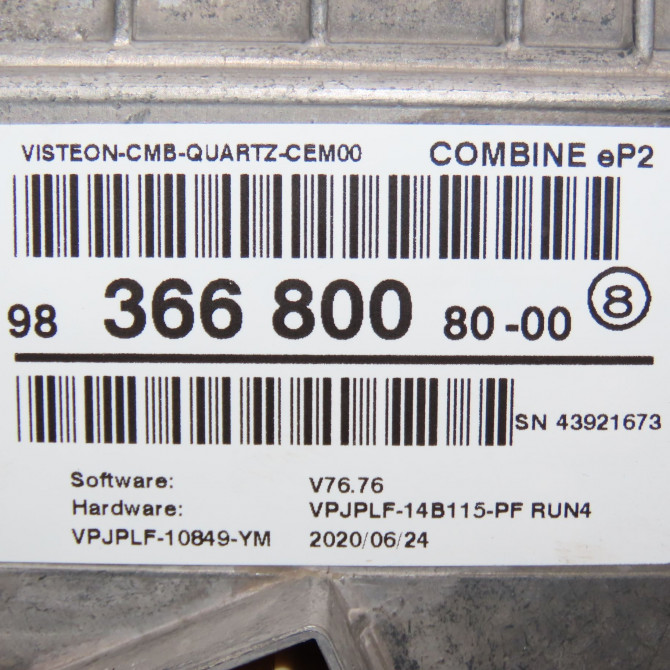 VISTEON-CMB-QUARTZ-CEM00 COMBINE eP2
98 366 800 80-00 8
SN 43921673
Software: V76.76
Hardware: VPJPLF-14B115-PF RUN4
VPJPLF-10849-YM 2020/06/24